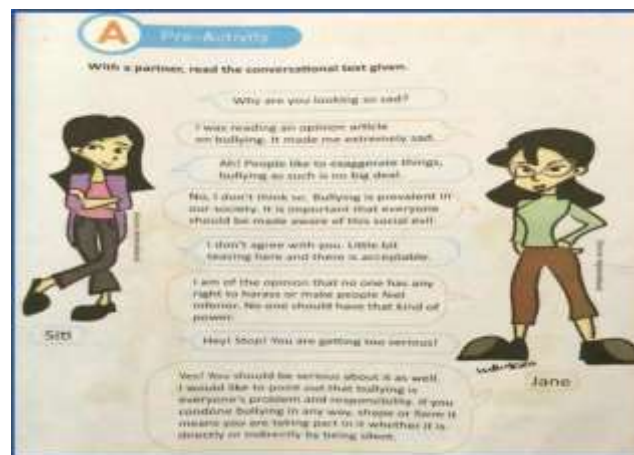 A
Pre-Activity
With a partner, read the conversational text given.
Why are you looking so sad?
I was reading an opinion article
on bullying. It made me extremely sad.
Ah! People like to exaggerate things,
bullying as such is no big deal.
No, I don't think so. Bullying is prevalent in
our society. It is important that everyone
should be made aware of this social evil.
I don't agree with you. Little bit
teasing here and there is acceptable.
I am of the opinion that no one has any
right to harass or make people feel
inferior. No one should have that kind of
power.
Hey! Stop! You are getting too serious!
Yes! You should be serious about it as well.
I would like to point out that bullying is
everyone's problem and responsibility. If you
condone bullying in any way, shape or form it
means you are taking part in it whether it is
directly or indirectly by being silent.
Siti
Jane